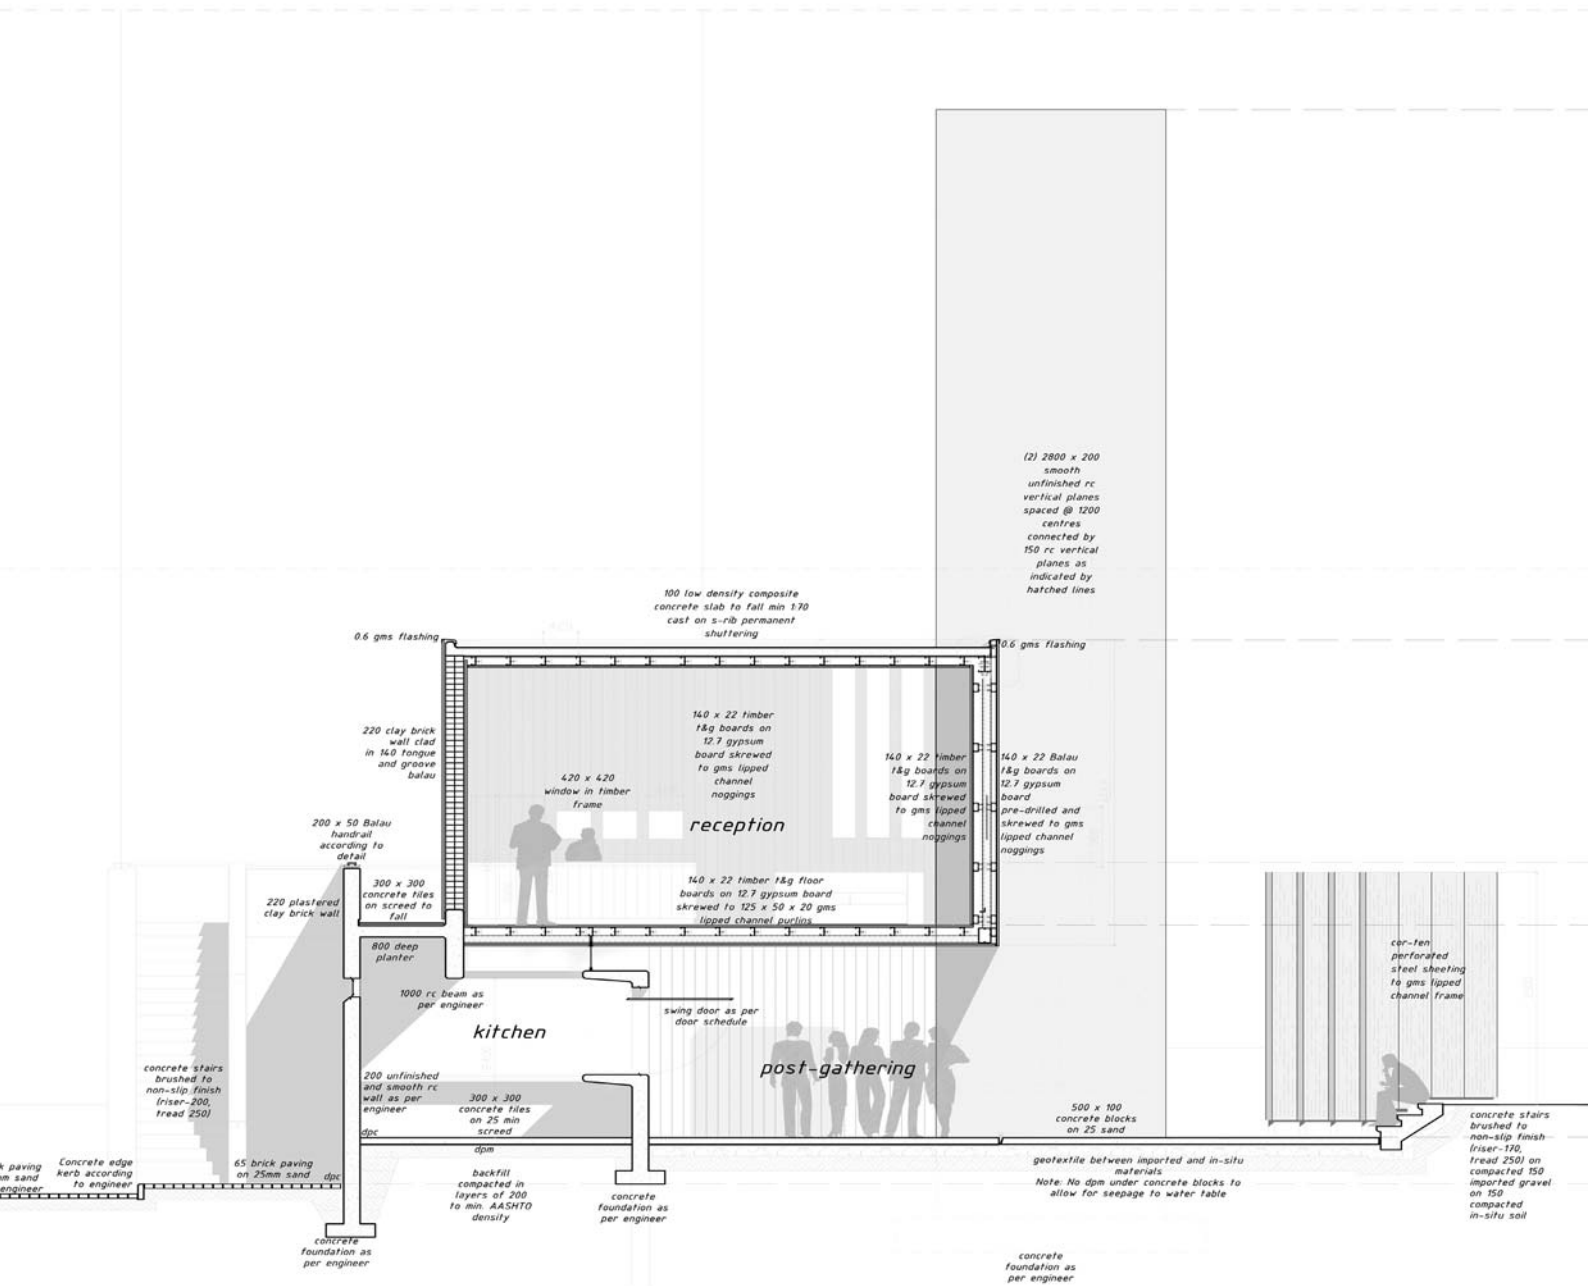 (2) 2800 x 200
smooth
unfinished rc
vertical planes
spaced @ 1200
centres
connected by
150 rc vertical
planes as
indicated by
hatched lines
100 low density composite
concrete slab to fall min 1:70
cast on s-rib permanent
shuttering
0.6 gms flashing
0.6 gms flashing
220 clay brick
wall clad
in 140 tongue
and groove
balau
140 x 22 timber
t&g boards on
12.7 gypsum
board skrewed
to gms lipped
channel
noggings
420 x 420
window in timber
frame
reception
140 x 22 timber
t&g boards on
12.7 gypsum
board skrewed
to gms lipped
channel
noggings
140 x 22 Balau
t&g boards on
12.7 gypsum
board
pre-drilled and
skrewed to gms
lipped channel
noggings
200 x 50 Balau
handrail
according to
detail
220 plastered
clay brick wall
300 x 300
concrete tiles
on screed to
fall
140 x 22 timber t&g floor
boards on 12.7 gypsum board
skrewed to 125 x 50 x 20 gms
lipped channel purlins
800 deep
planter
1000 rc beam as
per engineer
kitchen
swing door as per
door schedule
post-gathering
cor-ten
perforated
steel sheeting
to gms lipped
channel frame
concrete stairs
brushed to
non-slip finish
(riser-200,
tread 250)
200 unfinished
and smooth rc
wall as per
engineer
300 x 300
concrete tiles
on 25 min
screed
dpc
dpm
500 x 100
concrete blocks
on 25 sand
concrete stairs
brushed to
non-slip finish
(riser-170,
tread 250) on
compacted 150
imported gravel
on 150
compacted
in-situ soil
k paving
m sand
engineer
Concrete edge
kerb according
to engineer
65 brick paving
on 25mm sand
dpc
backfill
compacted in
layers of 200
to min. AASHTO
density
concrete
foundation as
per engineer
geotextile between imported and in-situ
materials
Note: No dpm under concrete blocks to
allow for seepage to water table
concrete
foundation as
per engineer
concrete
foundation as
per engineer